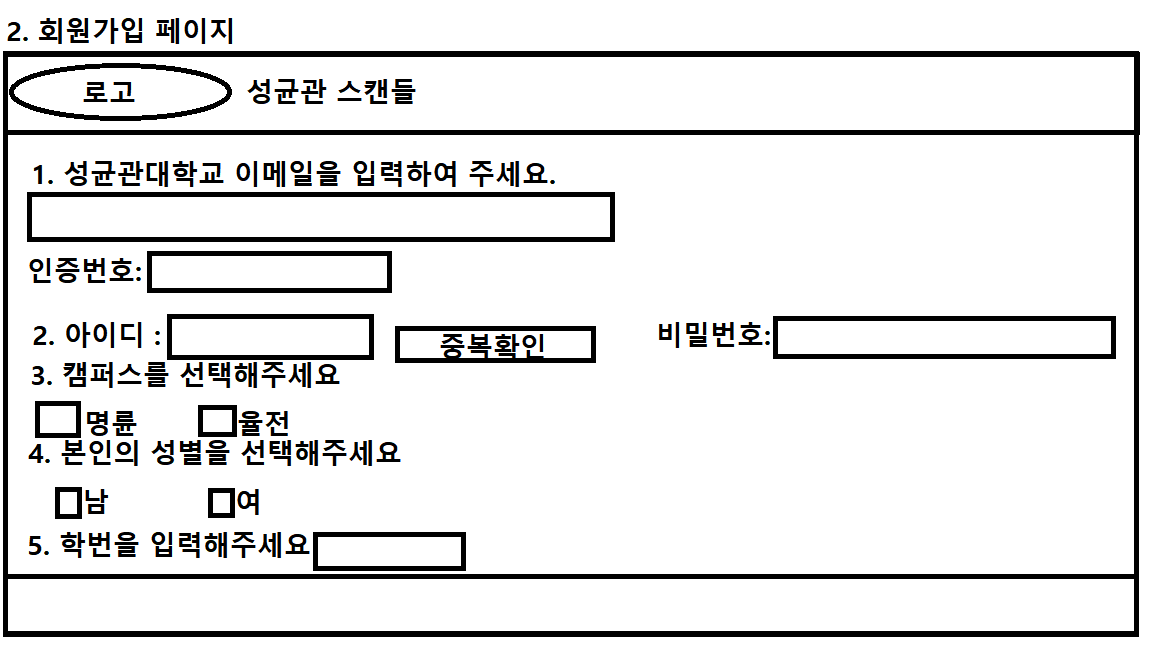 2. 회원가입 페이지
로고 성균관 스캔들
1. 성균관대학교 이메일을 입력하여 주세요.
인증번호:
2. 아이디 : 중복확인 비밀번호:
3. 캠퍼스를 선택해주세요
명륜 율전
4. 본인의 성별을 선택해주세요
남 여
5. 학번을 입력해주세요